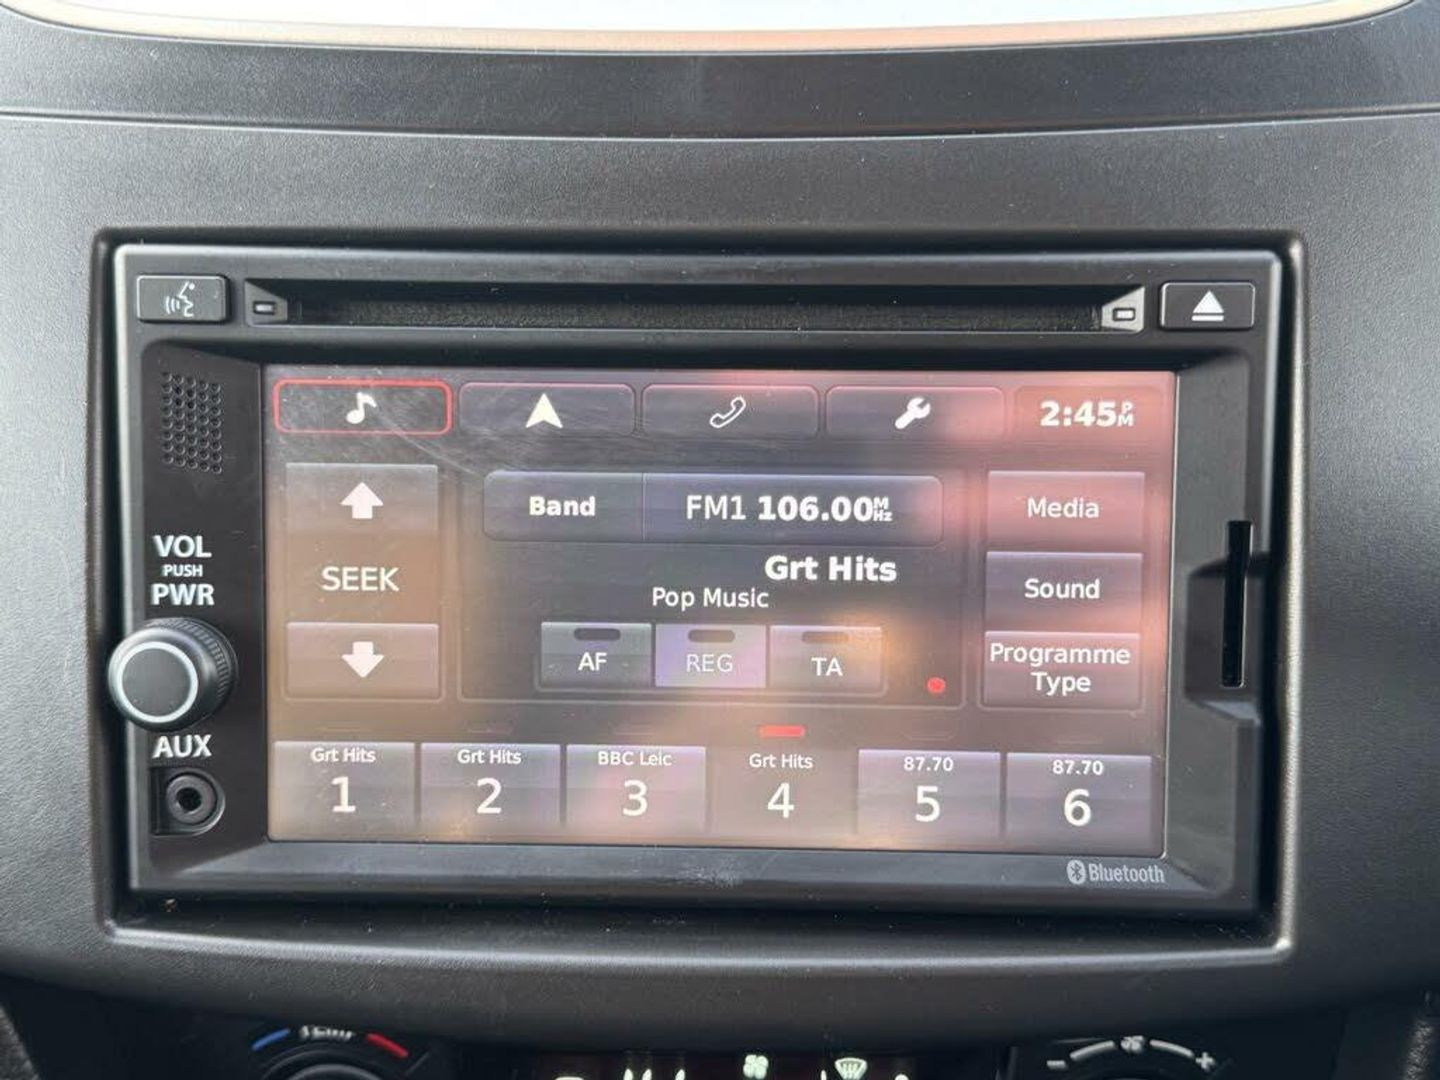 2:45PM
Band FM1 106.00MHz Media
VOL
PUSH
PWR
SEEK
Grt Hits
Pop Music
Sound
AF REG TA
Programme
Type
AUX
Grt Hits Grt Hits BBC Leic Grt Hits 87.70 87.70
1 2 3 4 5 6
Bluetooth
TEMP
- +